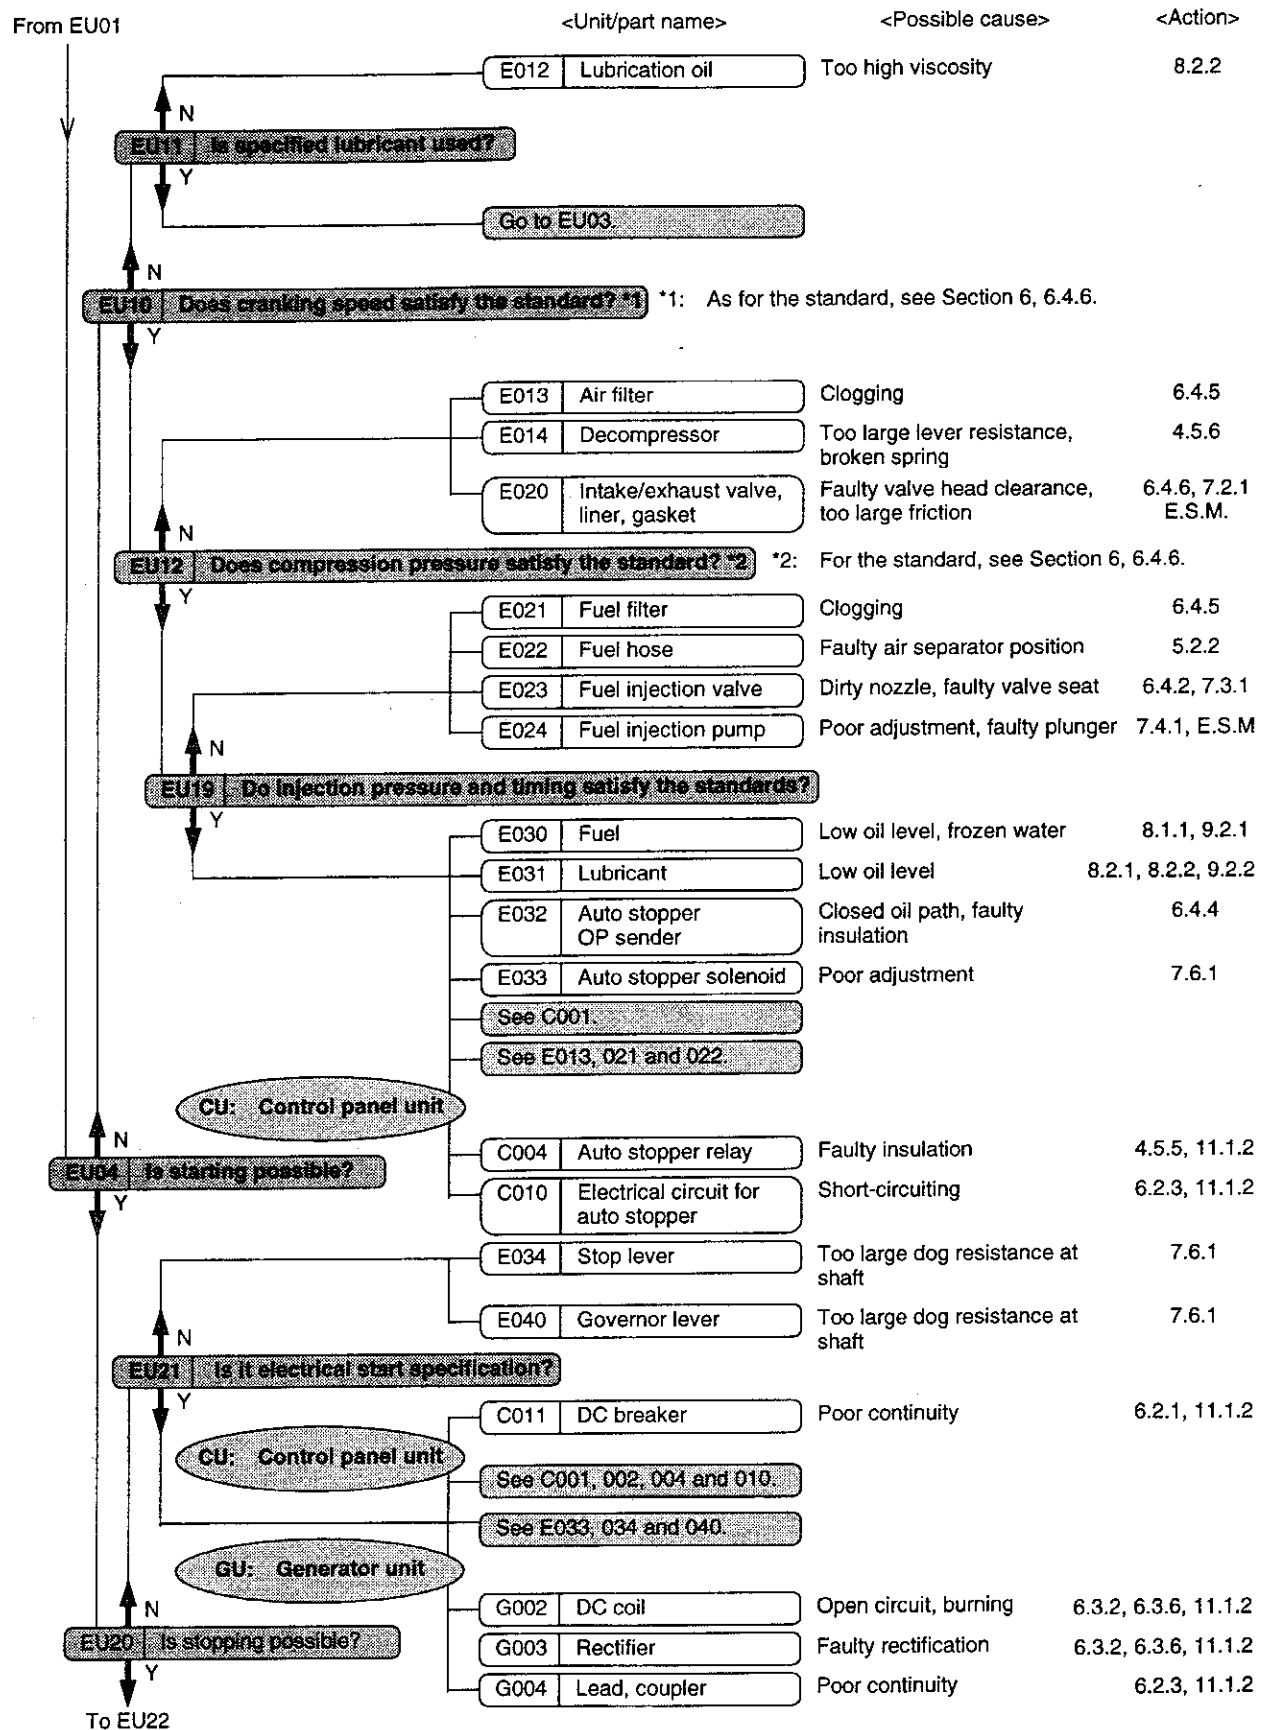 From EU01
<Unit/part name> <Possible cause> <Action>
E012 Lubrication oil Too high viscosity 8.2.2
N
EU11 Is specified lubricant used?
Y
Go to EU03.
N
EU10 Does cranking speed satisfy the standard? *1 *1: As for the standard, see Section 6, 6.4.6.
Y
E013 Air filter Clogging 6.4.5
E014 Decompressor Too large lever resistance, 4.5.6
broken spring
E020 Intake/exhaust valve, Faulty valve head clearance, 6.4.6, 7.2.1
liner, gasket too large friction E.S.M.
N
EU12 Does compression pressure satisfy the standard? *2 *2: For the standard, see Section 6, 6.4.6.
Y
E021 Fuel filter Clogging 6.4.5
E022 Fuel hose Faulty air separator position 5.2.2
E023 Fuel injection valve Dirty nozzle, faulty valve seat 6.4.2, 7.3.1
E024 Fuel injection pump Poor adjustment, faulty plunger 7.4.1, E.S.M
N
EU19 Do injection pressure and timing satisfy the standards?
Y
E030 Fuel Low oil level, frozen water 8.1.1, 9.2.1
E031 Lubricant Low oil level 8.2.1, 8.2.2, 9.2.2
E032 Auto stopper Closed oil path, faulty 6.4.4
OP sender insulation
E033 Auto stopper solenoid Poor adjustment 7.6.1
See C001.
See E013, 021 and 022.
CU: Control panel unit
N
C004 Auto stopper relay Faulty insulation 4.5.5, 11.1.2
EU04 Is starting possible?
Y
C010 Electrical circuit for Short-circuiting 6.2.3, 11.1.2
auto stopper
E034 Stop lever Too large dog resistance at 7.6.1
shaft
E040 Governor lever Too large dog resistance at 7.6.1
shaft
N
EU21 Is it electrical start specification?
Y
C011 DC breaker Poor continuity 6.2.1, 11.1.2
CU: Control panel unit
See C001, 002, 004 and 010.
See E033, 034 and 040.
GU: Generator unit
N
G002 DC coil Open circuit, burning 6.3.2, 6.3.6, 11.1.2
EU20 Is stopping possible?
G003 Rectifier Faulty rectification 6.3.2, 6.3.6, 11.1.2
Y
G004 Lead, coupler Poor continuity 6.2.3, 11.1.2
To EU22